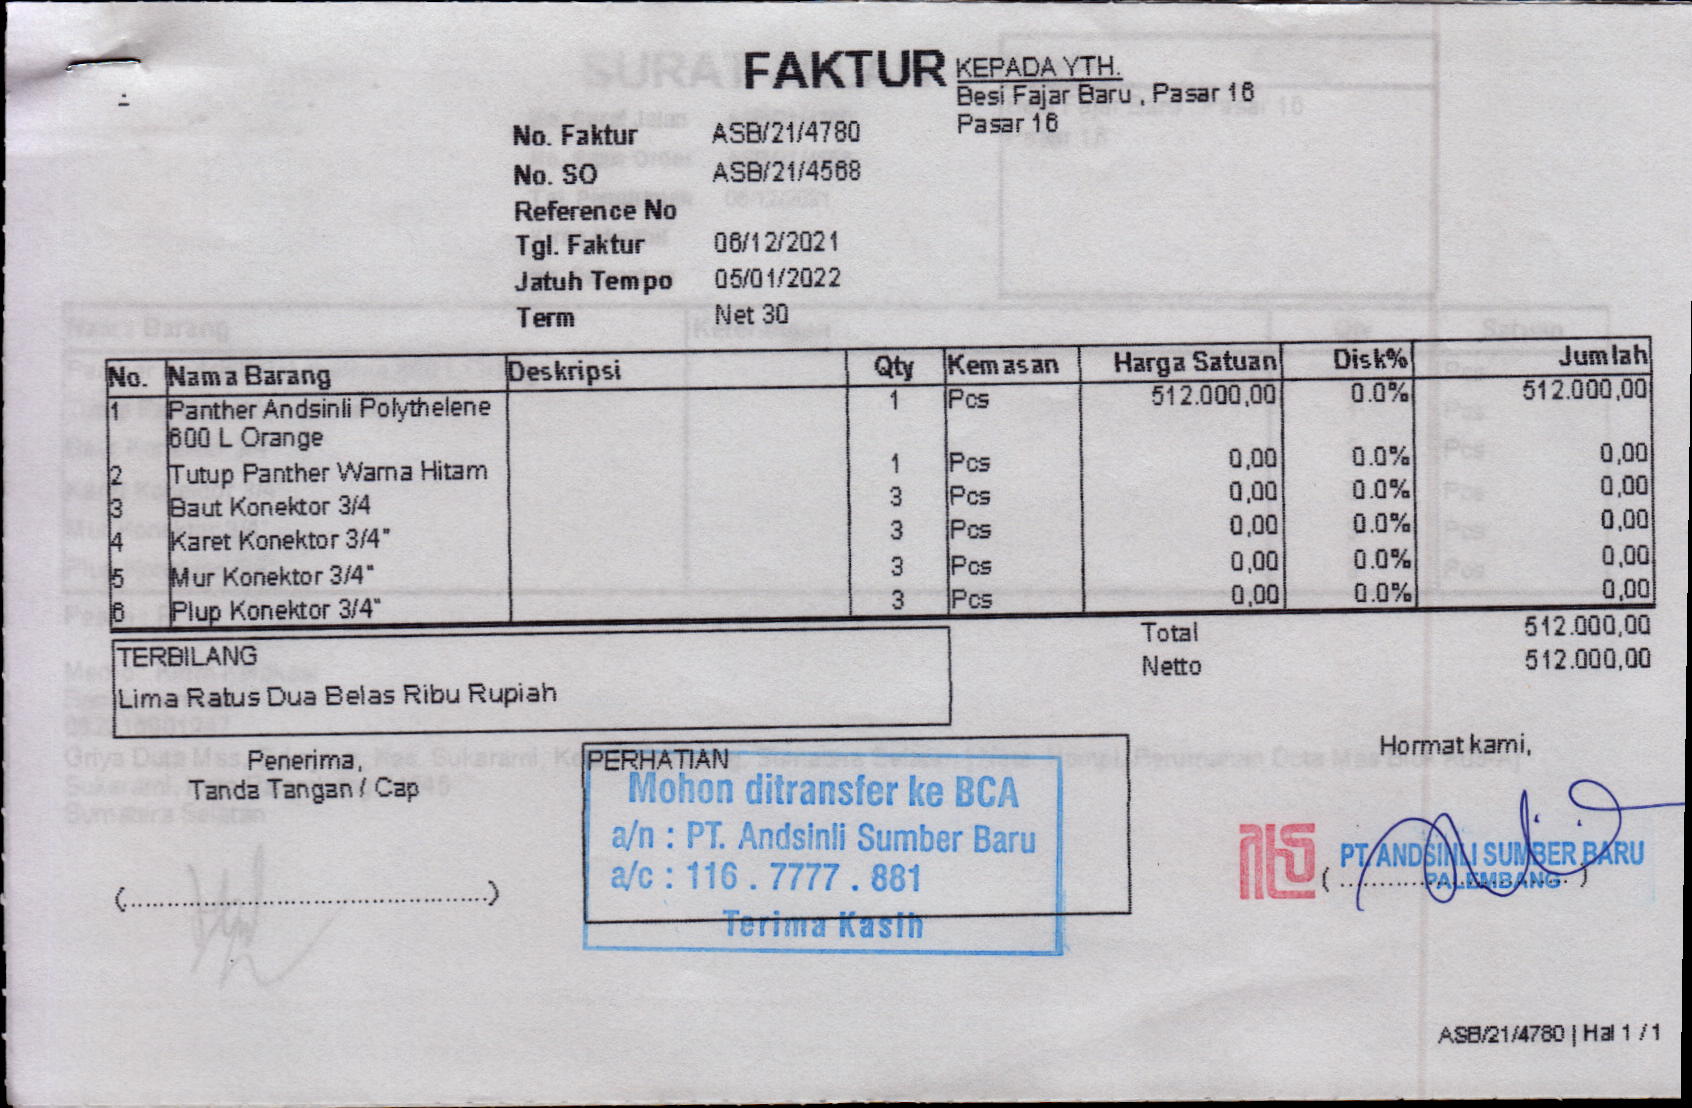 FAKTUR
KEPADA YTH.
Besi Fajar Baru , Pasar 16
Pasar 16
No. Faktur ASB/21/4780
No. SO ASB/21/4568
Reference No
Tgl. Faktur 06/12/2021
Jatuh Tempo 05/01/2022
Term Net 30
No. Nama Barang Deskripsi Qty Kemasan Harga Satuan Disk% Jumlah
1 Panther Andsinli Polythelene 1 Pcs 512.000,00 0.0% 512.000,00
600 L Orange
2 Tutup Panther Warna Hitam 1 Pcs 0,00 0.0% 0,00
3 Baut Konektor 3/4 3 Pcs 0,00 0.0% 0,00
4 Karet Konektor 3/4" 3 Pcs 0,00 0.0% 0,00
5 Mur Konektor 3/4" 3 Pcs 0,00 0.0% 0,00
6 Plup Konektor 3/4" 3 Pcs 0,00 0.0% 0,00
Total 512.000,00
Netto 512.000,00
TERBILANG
Lima Ratus Dua Belas Ribu Rupiah
Penerima,
Tanda Tangan / Cap
(................................................)
PERHATIAN
Mohon ditransfer ke BCA
a/n : PT. Andsinli Sumber Baru
a/c : 116 . 7777 . 881
Terima Kasih
Hormat kami,
PT. ANDSINLI SUMBER BARU
PALEMBANG
ASB/21/4780 | Hal 1 / 1